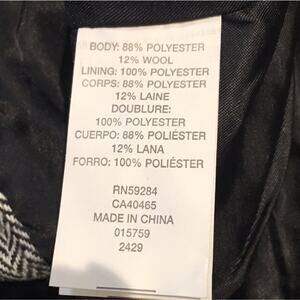 BODY: 88% POLYESTER
12% WOOL
LINING: 100% POLYESTER
CORPS: 88% POLYESTER
12% LAINE
DOUBLURE:
100% POLYESTER
CUERPO: 88% POLIÉSTER
12% LANA
FORRO: 100% POLIÉSTER
RN59284
CA40465
MADE IN CHINA
015759
2429